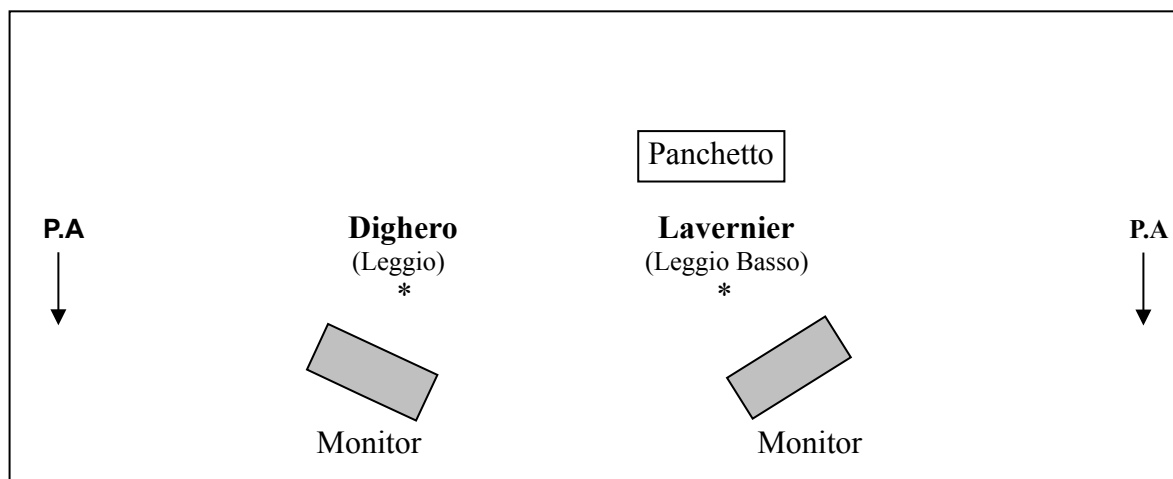 Panchetto
P.A Dighero Lavernier P.A
(Leggio) (Leggio Basso)
* *
Monitor Monitor